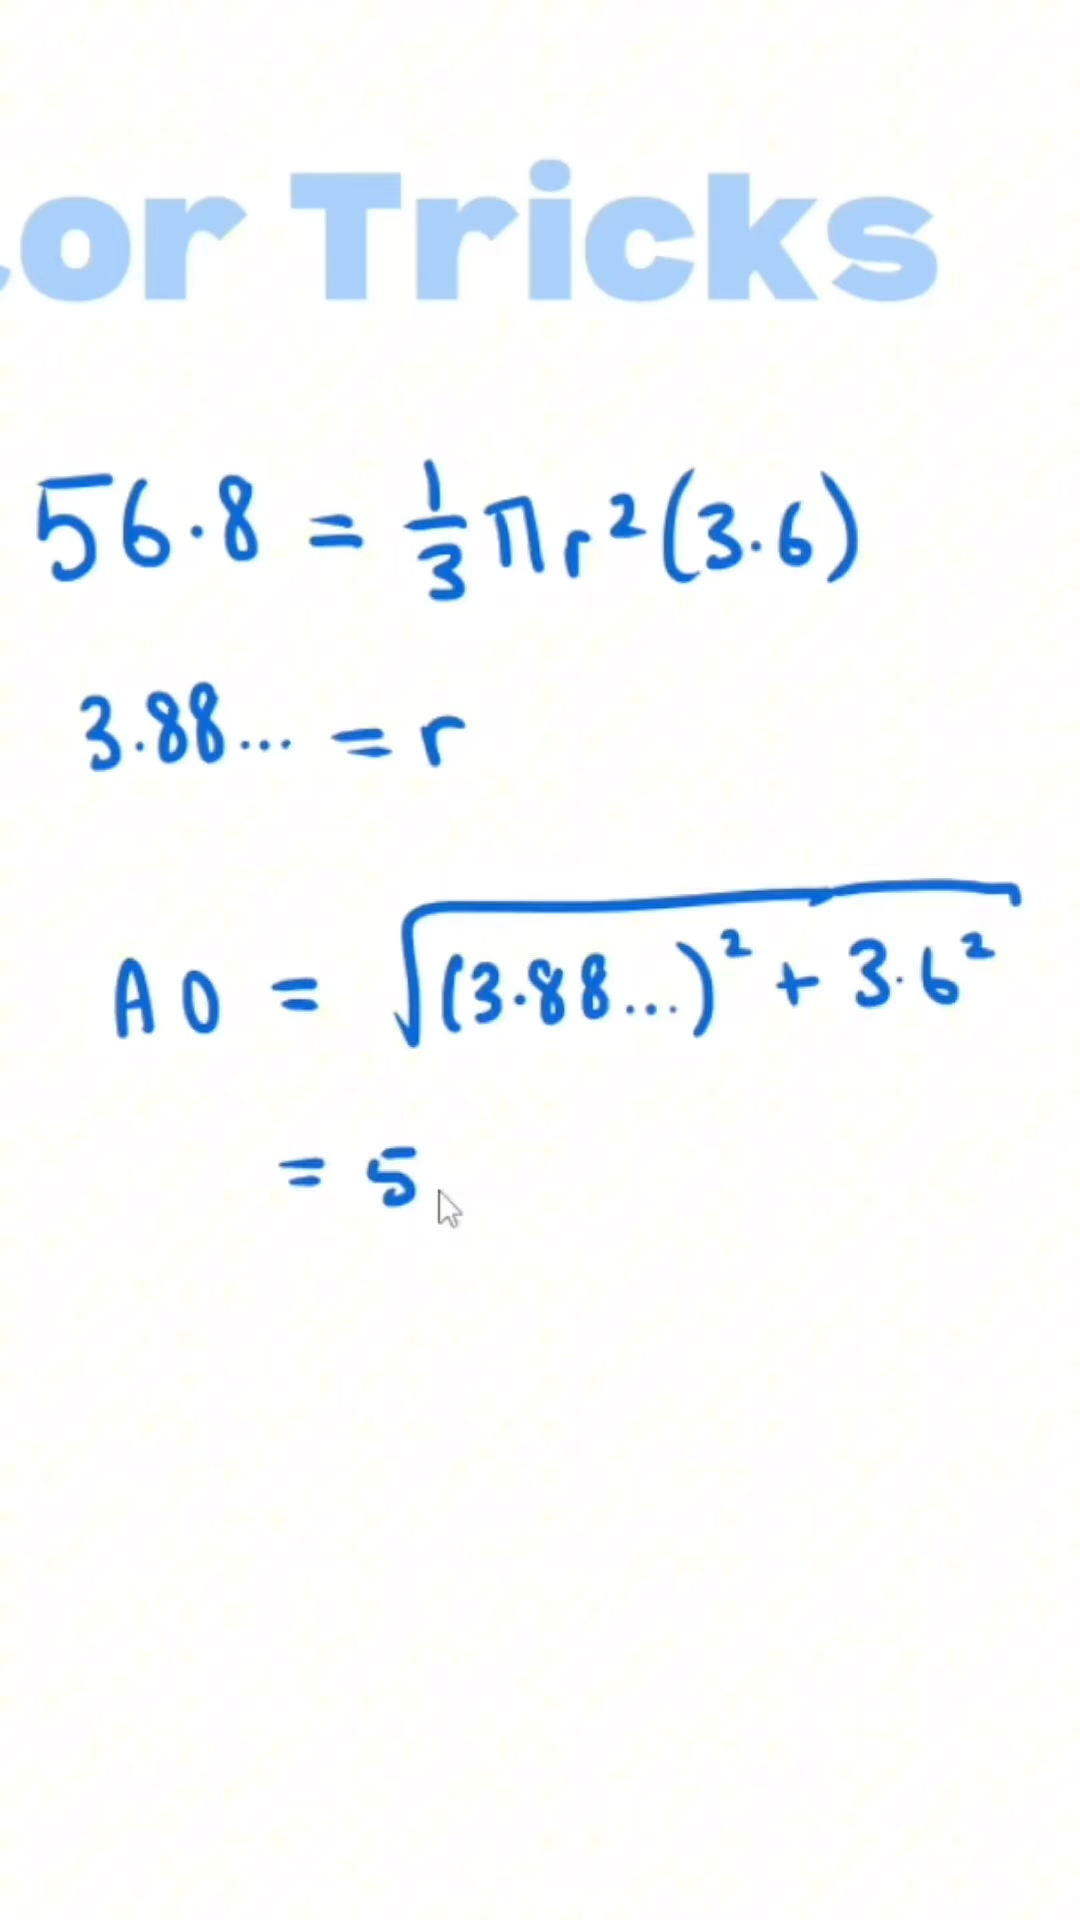 or Tricks
56.8 = 1/3 πr²(3.6)
3.88... = r
AO = √((3.88...)² + 3.6²)
= 5